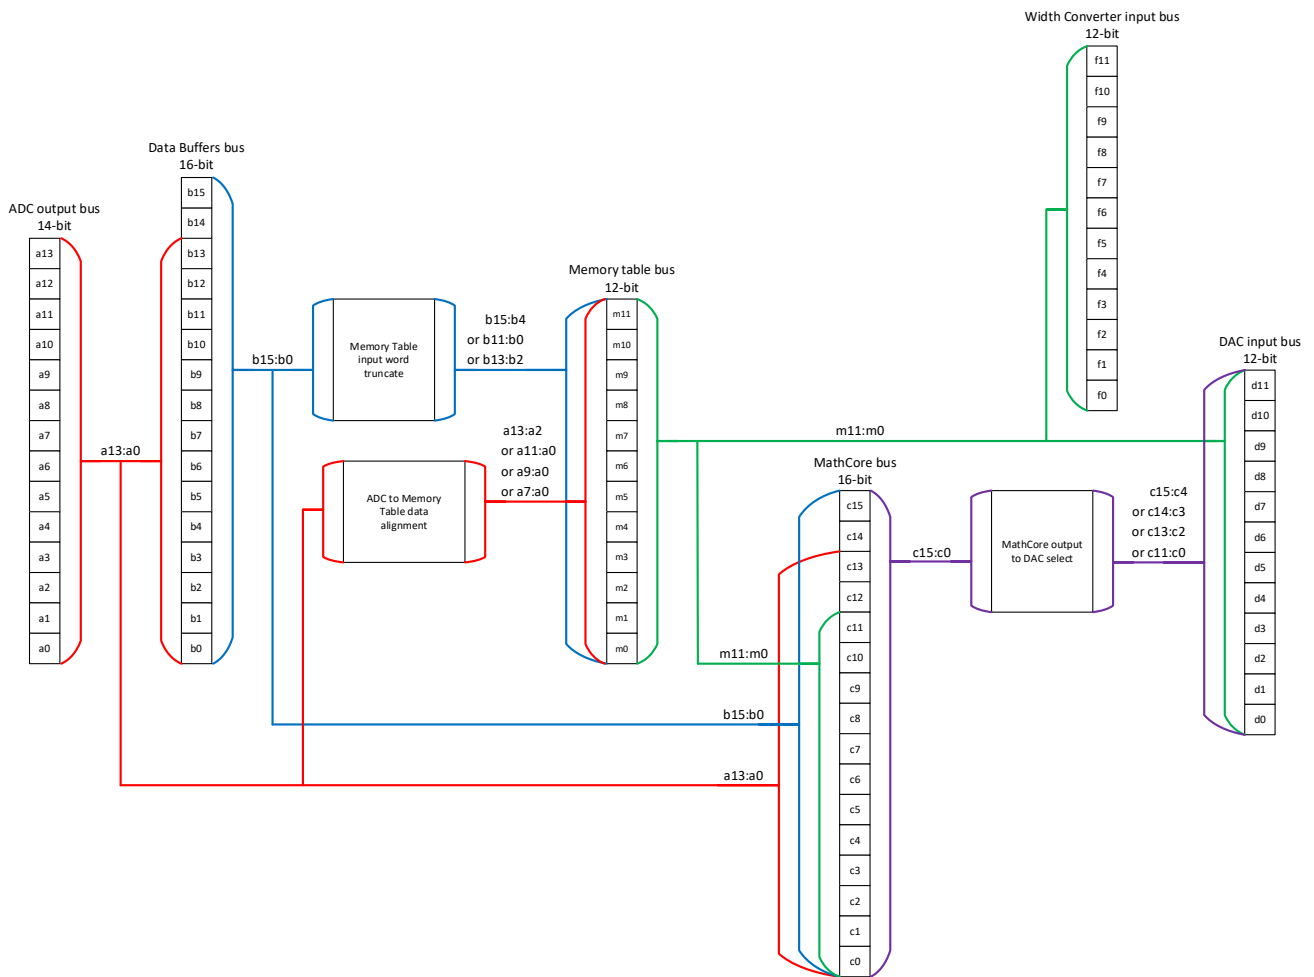 Width Converter input bus
12-bit
f11
f10
f9
f8
f7
f6
f5
f4
f3
f2
f1
f0
Data Buffers bus
16-bit
b15
b14
b13
b12
b11
b10
b9
b8
b7
b6
b5
b4
b3
b2
b1
b0
ADC output bus
14-bit
a13
a12
a11
a10
a9
a8
a7
a6
a5
a4
a3
a2
a1
a0
a13:a0
b15:b0
Memory Table
input word
truncate
b15:b4
or b11:b0
or b13:b2
ADC to Memory
Table data
alignment
a13:a2
or a11:a0
or a9:a0
or a7:a0
Memory table bus
12-bit
m11
m10
m9
m8
m7
m6
m5
m4
m3
m2
m1
m0
m11:m0
m11:m0
b15:b0
a13:a0
MathCore bus
16-bit
c15
c14
c13
c12
c11
c10
c9
c8
c7
c6
c5
c4
c3
c2
c1
c0
c15:c0
MathCore output
to DAC select
c15:c4
or c14:c3
or c13:c2
or c11:c0
DAC input bus
12-bit
d11
d10
d9
d8
d7
d6
d5
d4
d3
d2
d1
d0